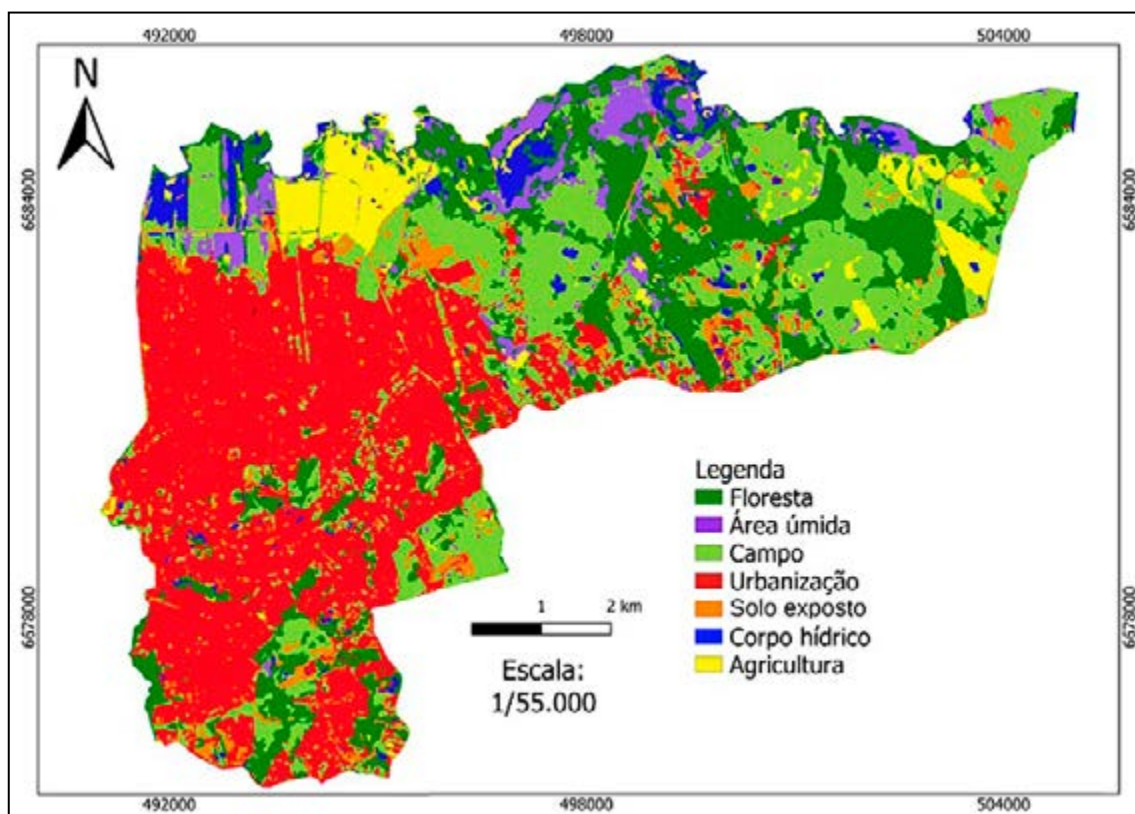 492000 498000 504000
N
6684000 6684000
Legenda
Floresta
Área úmida
Campo
Urbanização
Solo exposto
Corpo hídrico
Agricultura
6678000 6678000
1 2 km
Escala:
1/55.000
492000 498000 504000